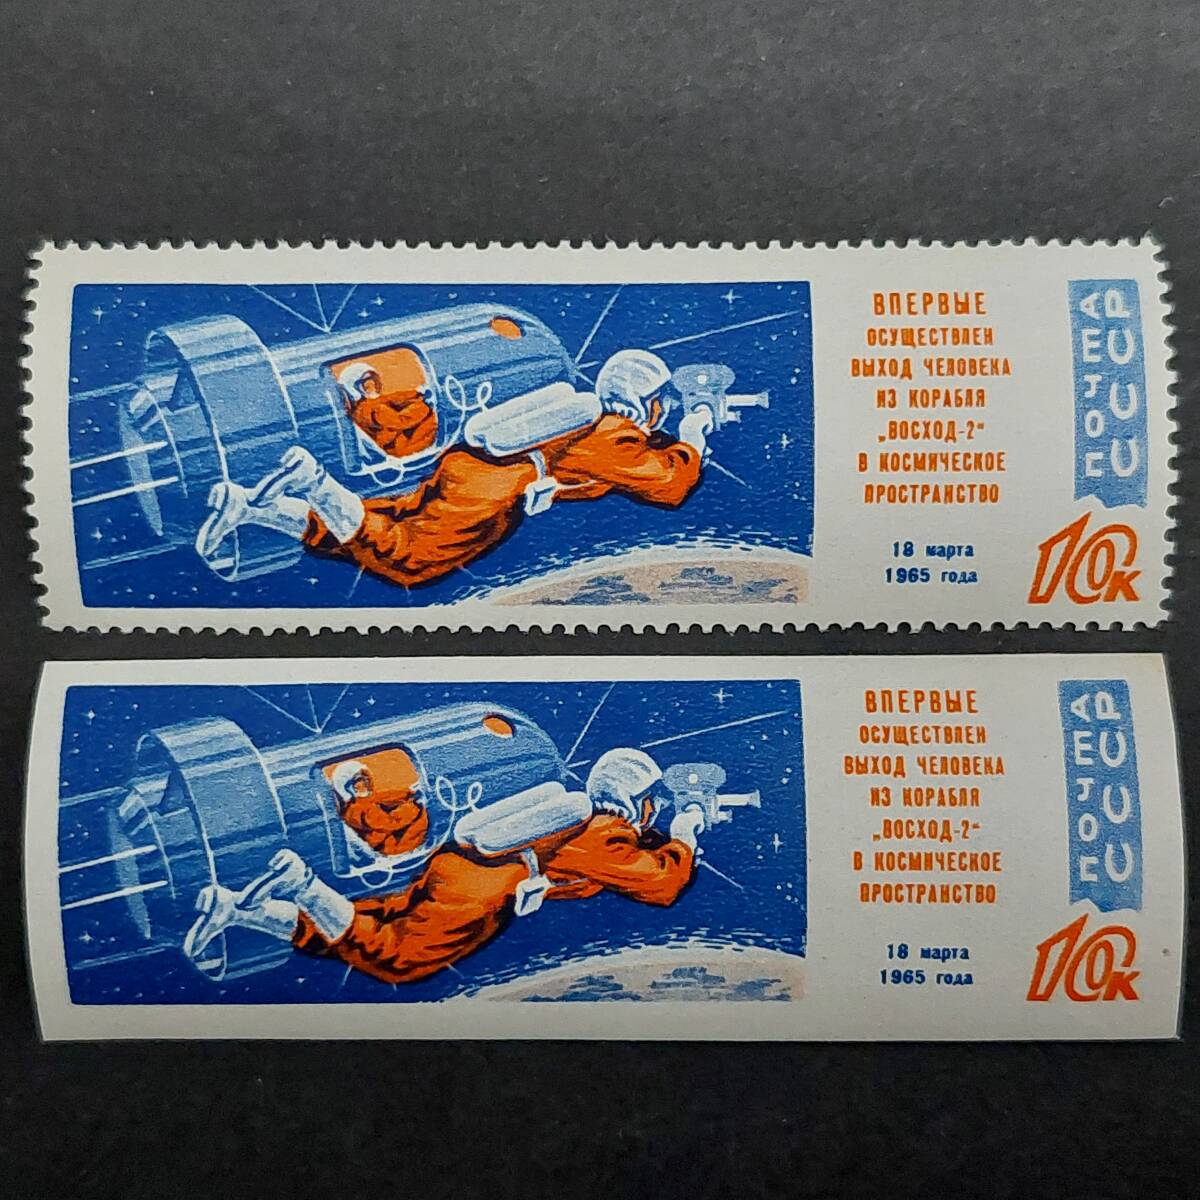 ВПЕРВЫЕ
ОСУЩЕСТВЛЕН
ВЫХОД ЧЕЛОВЕКА
ИЗ КОРАБЛЯ
„ВОСХОД-2“
В КОСМИЧЕСКОЕ
ПРОСТРАНСТВО
18 марта
1965 года
ПОЧТА
СССР
10к
ВПЕРВЫЕ
ОСУЩЕСТВЛЕН
ВЫХОД ЧЕЛОВЕКА
ИЗ КОРАБЛЯ
„ВОСХОД-2“
В КОСМИЧЕСКОЕ
ПРОСТРАНСТВО
18 марта
1965 года
ПОЧТА
СССР
10к